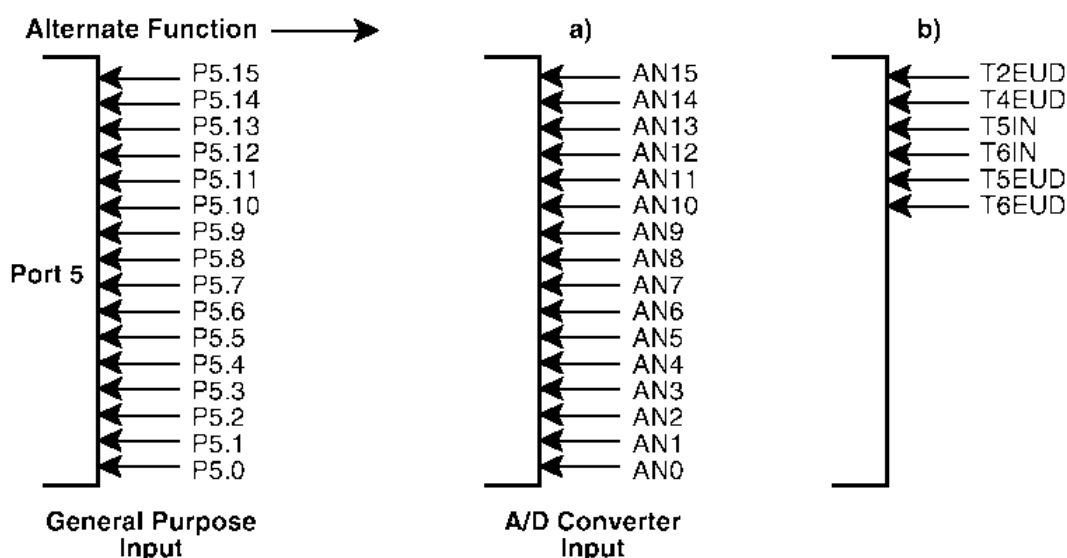 Alternate Function a) b)
P5.15 AN15 T2EUD
P5.14 AN14 T4EUD
P5.13 AN13 T5IN
P5.12 AN12 T6IN
P5.11 AN11 T5EUD
P5.10 AN10 T6EUD
P5.9 AN9
P5.8 AN8
Port 5 P5.7 AN7
P5.6 AN6
P5.5 AN5
P5.4 AN4
P5.3 AN3
P5.2 AN2
P5.1 AN1
P5.0 AN0
General Purpose A/D Converter
Input Input